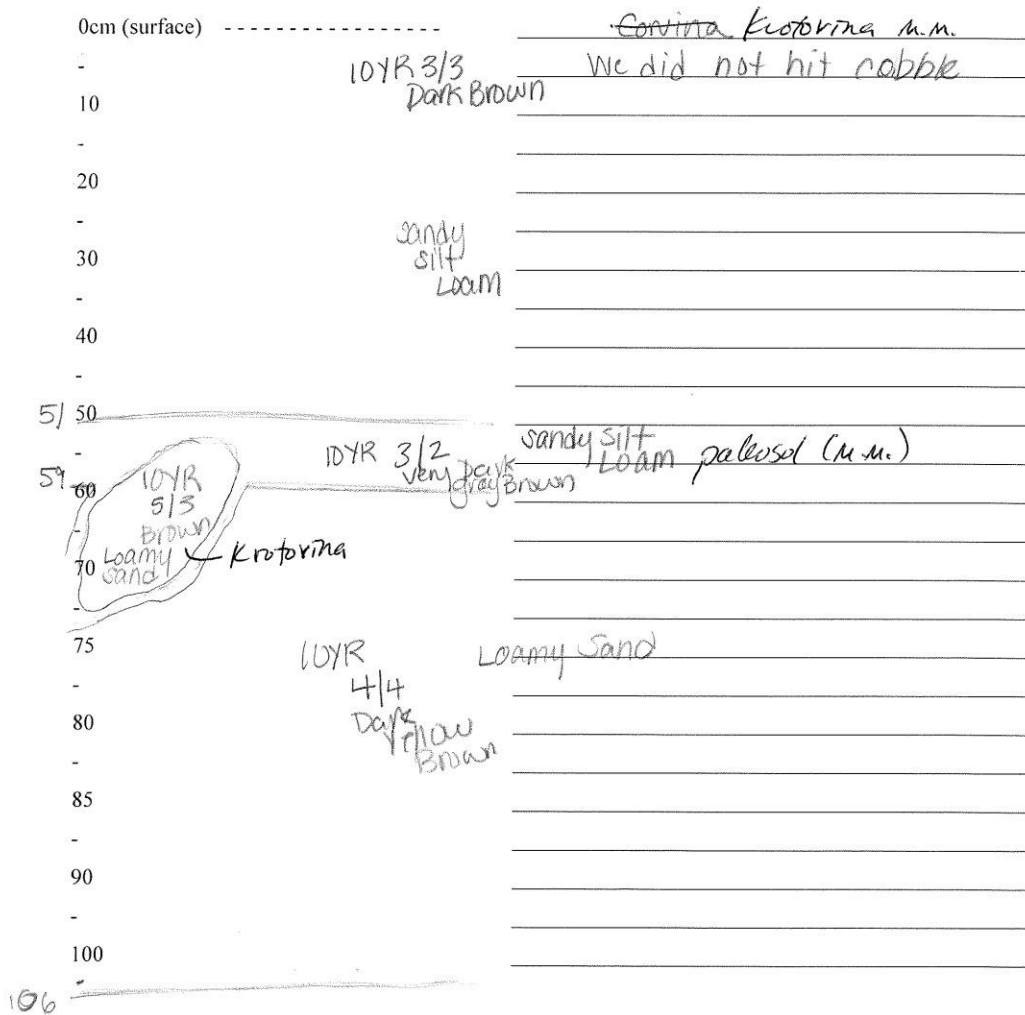 0cm (surface) ------------------
Corvina Krotovina M.M.
We did not hit cobble
-
10YR 3/3
Dark Brown
10
-
20
-
sandy
silt
Loam
30
-
40
-
51 50
-
10YR 3/2
Very Dark
gray Brown
sandy silt
Loam paleosol (M.M.)
59
60
10YR
5/3
Brown
Loamy
sand
Krotovina
-
70
-
75
10YR
4/4
Dark
Yellow
Brown
Loamy Sand
-
80
-
85
-
90
-
100
-
106